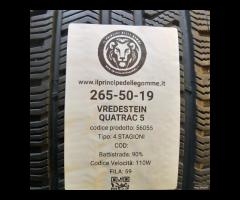 www.ilprincipedellegomme.it
265-50-19
VREDESTEIN
QUATRAC 5
codice prodotto: 56055
Tipo: 4 STAGIONI
COD:
Battistrada: 90%
Codice Velocità: 110W
FILA: 59